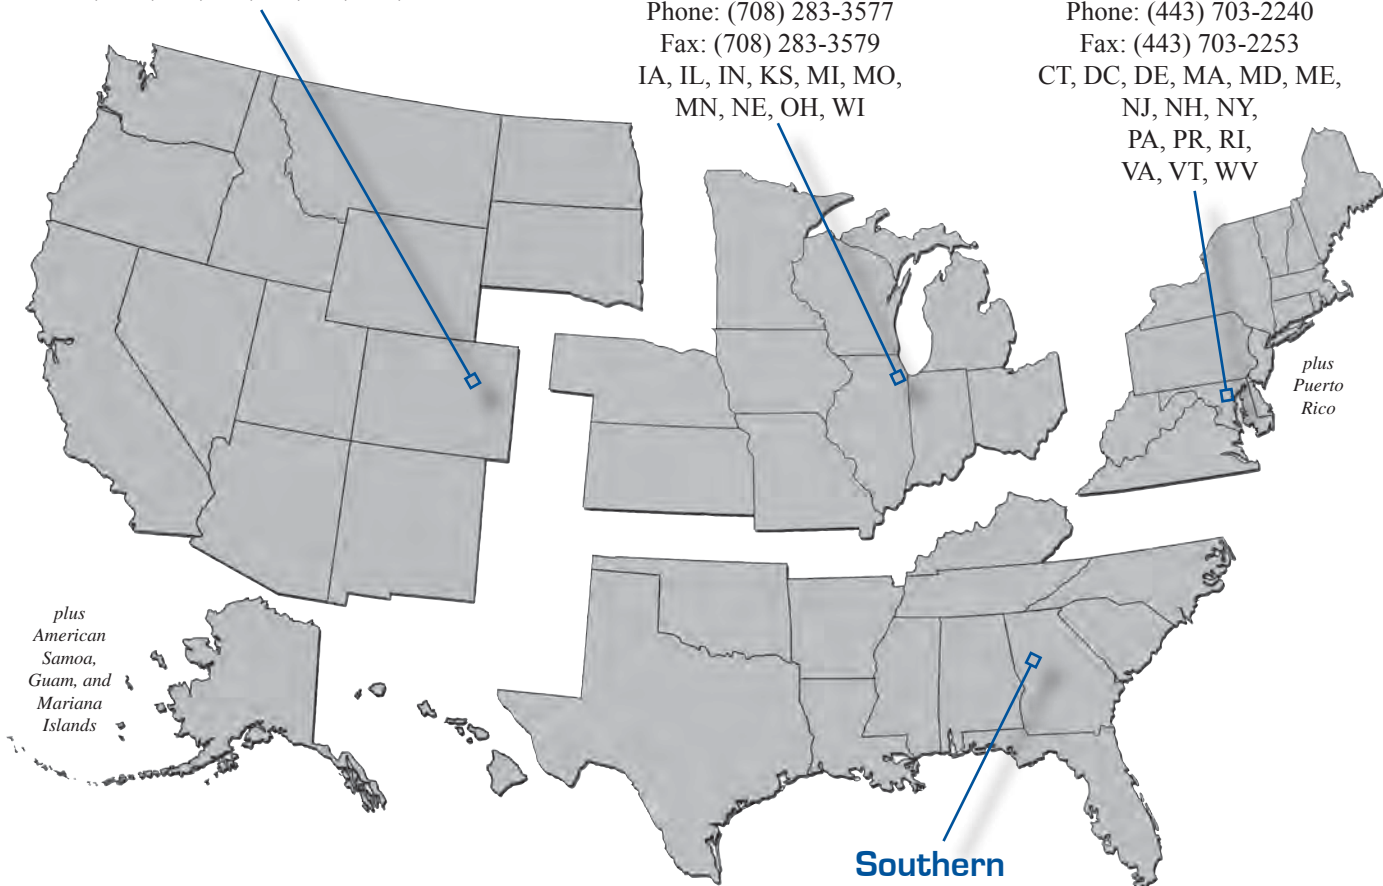 Phone: (708) 283-3577
Fax: (708) 283-3579
IA, IL, IN, KS, MI, MO,
MN, NE, OH, WI
Phone: (443) 703-2240
Fax: (443) 703-2253
CT, DC, DE, MA, MD, ME,
NJ, NH, NY,
PA, PR, RI,
VA, VT, WV
plus
Puerto
Rico
plus
American
Samoa,
Guam, and
Mariana
Islands
Southern